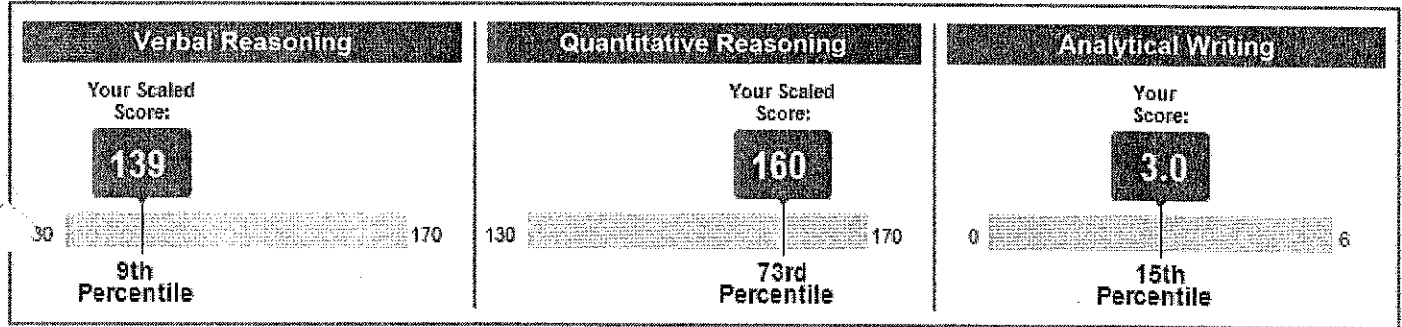 Verbal Reasoning
Your Scaled
Score:
139
30
170
9th
Percentile
Quantitative Reasoning
Your Scaled
Score:
160
130
170
73rd
Percentile
Analytical Writing
Your
Score:
3.0
0
6
15th
Percentile